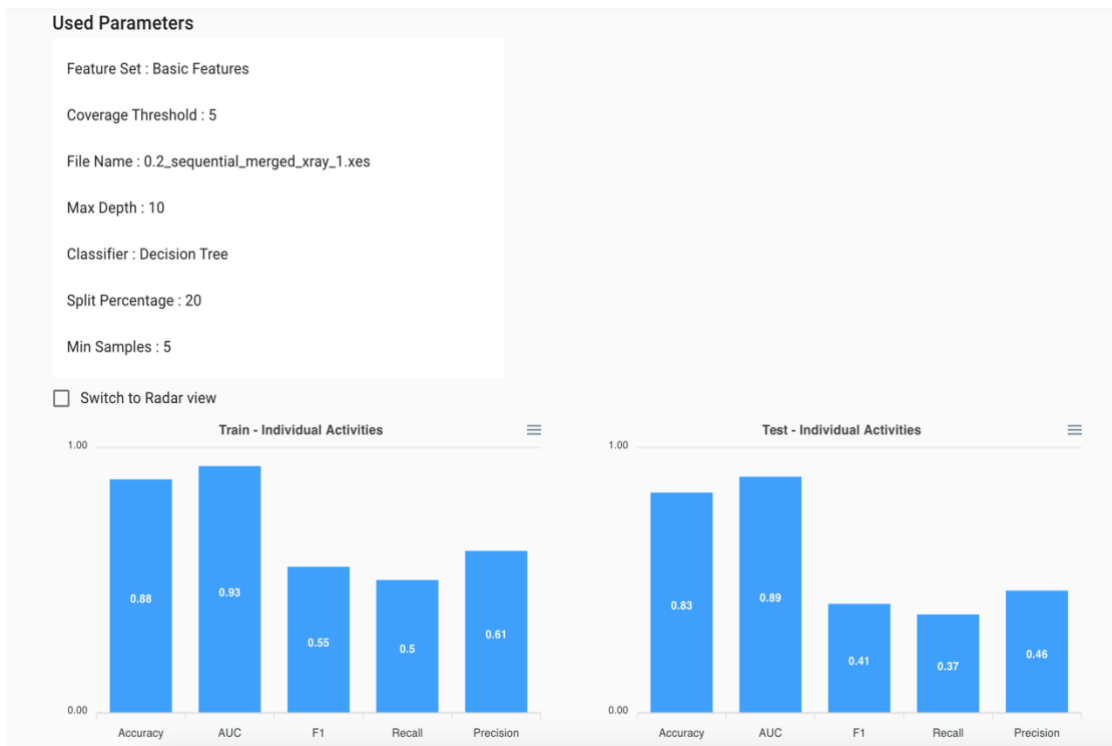 Used Parameters
Feature Set : Basic Features
Coverage Threshold : 5
File Name : 0.2_sequential_merged_xray_1.xes
Max Depth : 10
Classifier : Decision Tree
Split Percentage : 20
Min Samples : 5
Switch to Radar view
Train - Individual Activities
1.00
0.88
0.93
0.55
0.5
0.61
0.00
Accuracy AUC F1 Recall Precision
Test - Individual Activities
1.00
0.83
0.89
0.41
0.37
0.46
0.00
Accuracy AUC F1 Recall Precision